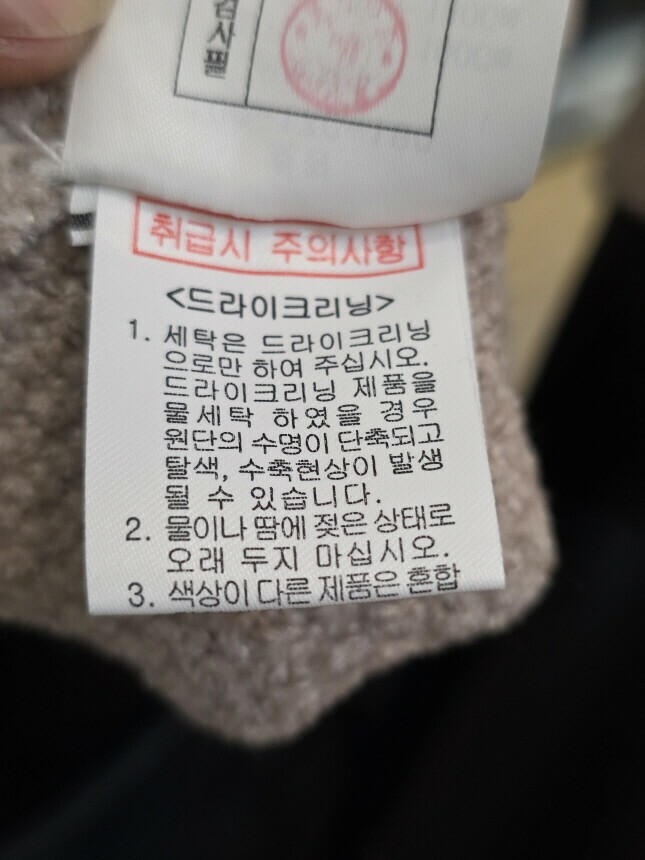 검사필
취급시 주의사항
<드라이크리닝>
1. 세탁은 드라이크리닝
으로만 하여 주십시오.
드라이크리닝 제품을
물세탁 하였을 경우
원단의 수명이 단축되고
탈색, 수축현상이 발생
될 수 있습니다.
2. 물이나 땀에 젖은 상태로
오래 두지 마십시오.
3. 색상이 다른 제품은 혼합